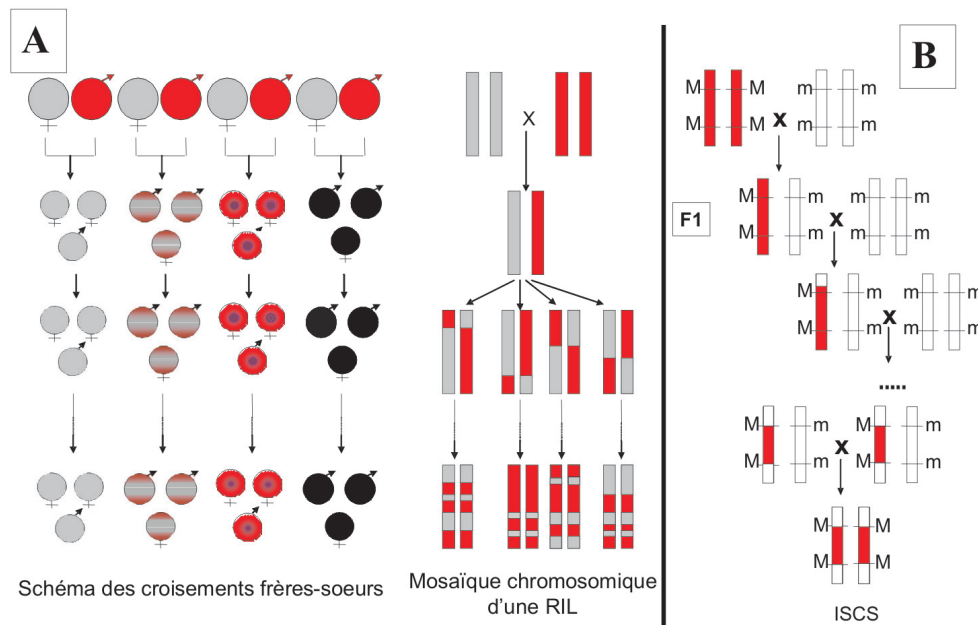 A
X
Schéma des croisements frères-soeurs
Mosaïque chromosomique
d'une RIL
B
M M m m
x
M M m m
F1
M m m m
x
M m m m
M m m m
x
M m m m
.....
M m M m
x
M m M m
M M
M M
ISCS